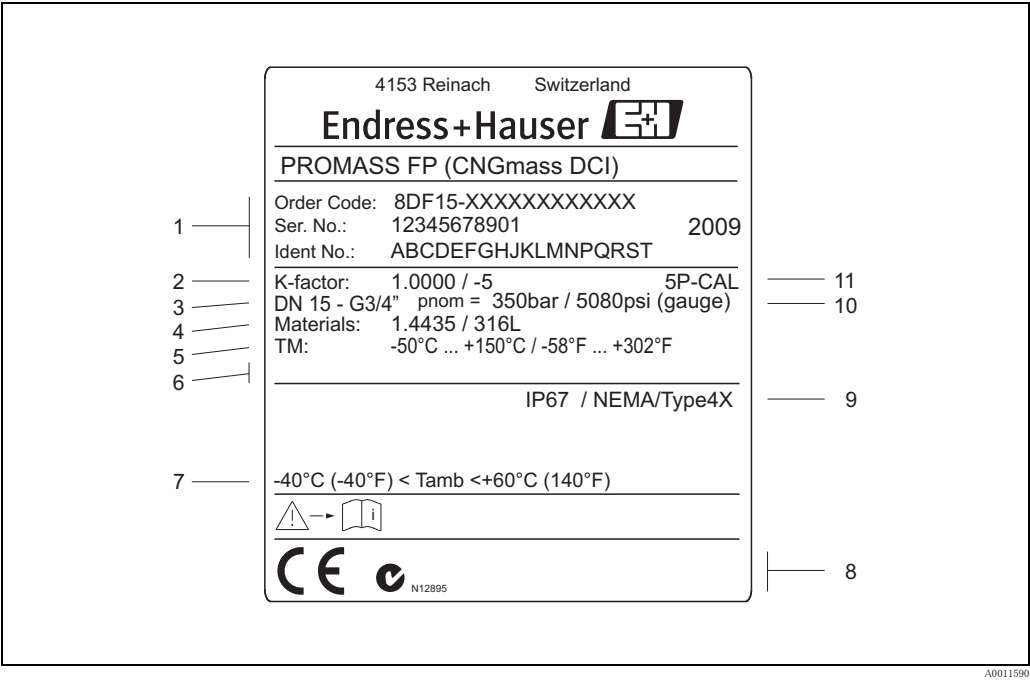 4153 Reinach Switzerland
Endress+Hauser
PROMASS FP (CNGmass DCI)
Order Code: 8DF15-XXXXXXXXXXXX
1 Ser. No.: 12345678901 2009
Ident No.: ABCDEFGHJKLMNPQRST
2 K-factor: 1.0000 / -5 5P-CAL 11
3 DN 15 - G3/4” pnom = 350bar / 5080psi (gauge) 10
4 Materials: 1.4435 / 316L
5 TM: -50°C ... +150°C / -58°F ... +302°F
6
IP67 / NEMA/Type4X 9
7 -40°C (-40°F) < Tamb <+60°C (140°F)
i
CE N12895 8
A0011590